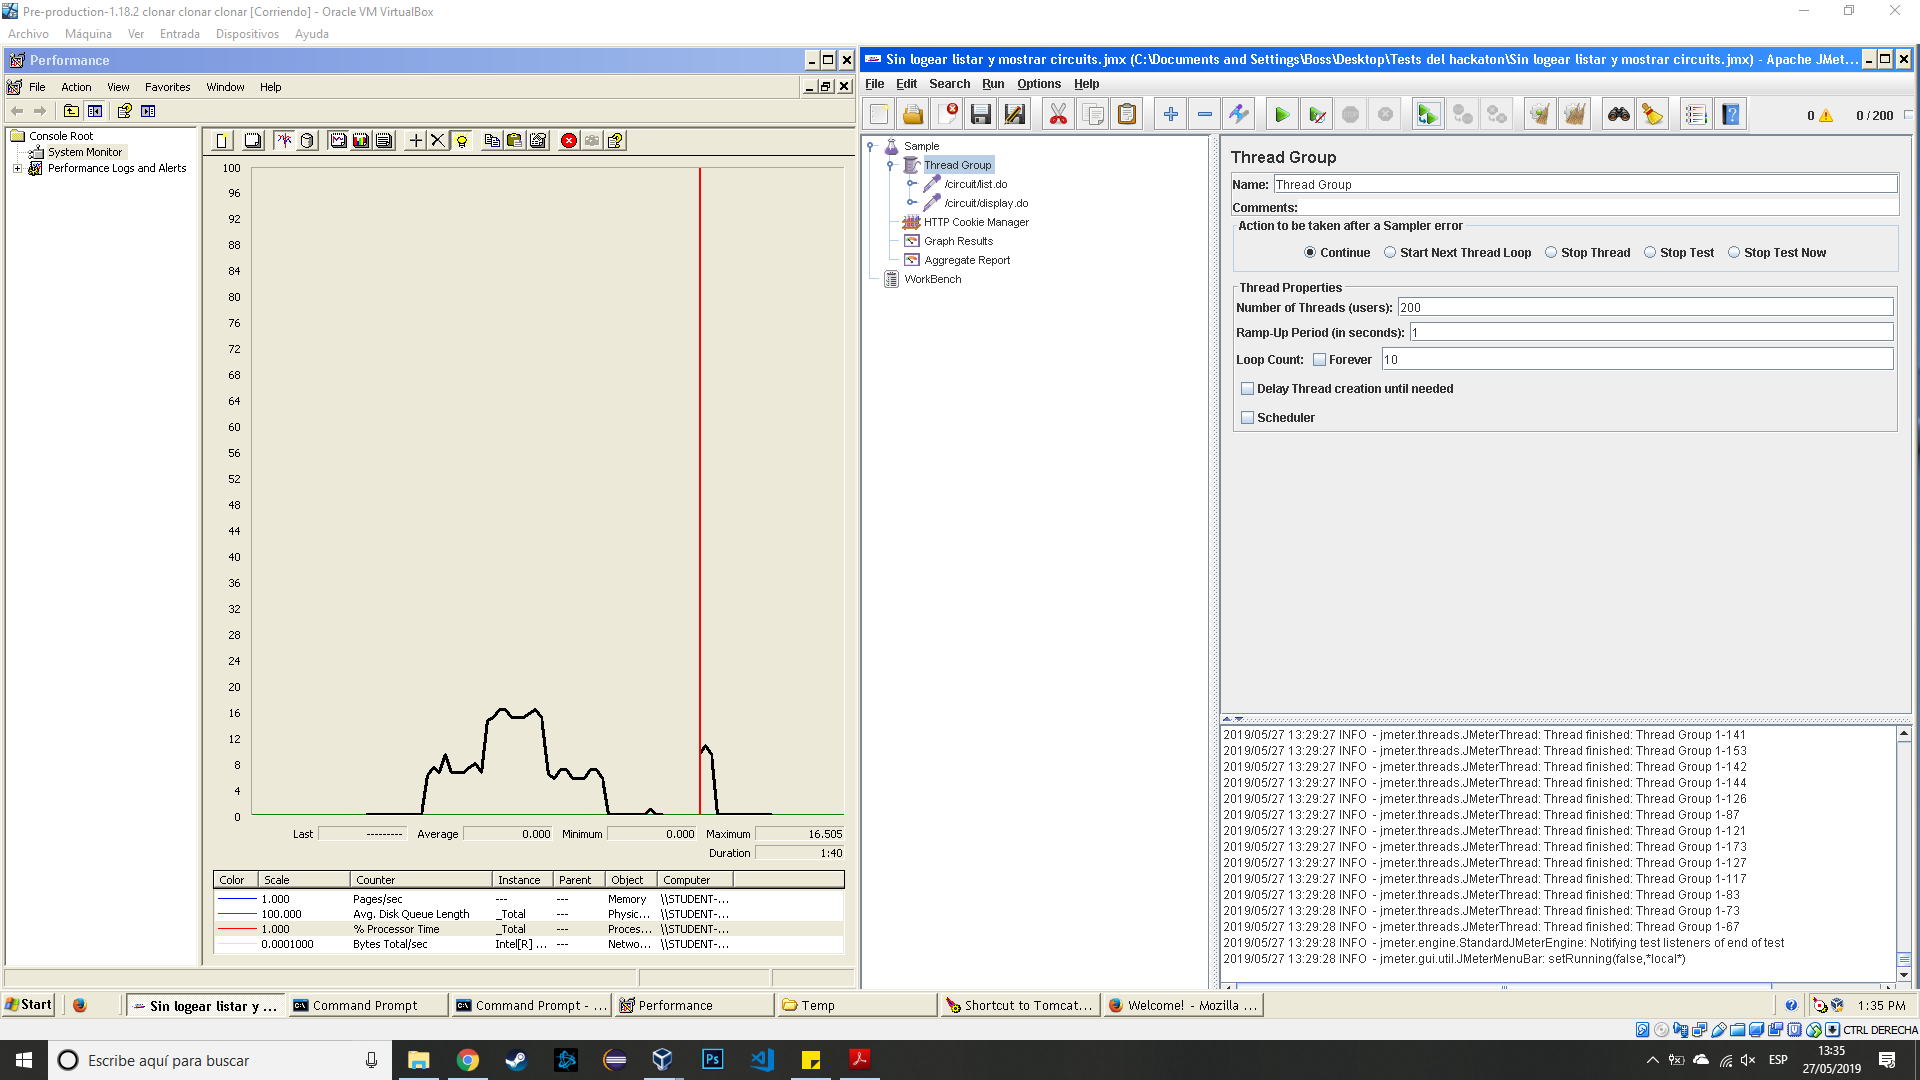 Pre-production-1.18.2 clonar clonar clonar [Corriendo] - Oracle VM VirtualBox
Archivo Máquina Ver Entrada Dispositivos Ayuda
Performance
File Action View Favorites Window Help
Console Root
System Monitor
Performance Logs and Alerts
100
96
92
88
84
80
76
72
68
64
60
56
52
48
44
40
36
32
28
24
20
16
12
8
4
0
Last --------- Average 0.000 Minimum 0.000 Maximum 16.505
Duration 1:40
Color Scale Counter Instance Parent Object Computer
1.000 Pages/sec --- --- Memory \\STUDENT-...
100.000 Avg. Disk Queue Length _Total --- Physic... \\STUDENT-...
1.000 % Processor Time _Total --- Proces... \\STUDENT-...
0.0001000 Bytes Total/sec Intel[R] ... --- Netwo... \\STUDENT-...
Sin logear listar y mostrar circuits.jmx (C:\Documents and Settings\Boss\Desktop\Tests del hackaton\Sin logear listar y mostrar circuits.jmx) - Apache JMet...
File Edit Search Run Options Help
0 0 / 200
Sample
Thread Group
/circuit/list.do
/circuit/display.do
HTTP Cookie Manager
Graph Results
Aggregate Report
WorkBench
Thread Group
Name: Thread Group
Comments:
Action to be taken after a Sampler error
Continue Start Next Thread Loop Stop Thread Stop Test Stop Test Now
Thread Properties
Number of Threads (users): 200
Ramp-Up Period (in seconds): 1
Loop Count: Forever 10
Delay Thread creation until needed
Scheduler
2019/05/27 13:29:27 INFO - jmeter.threads.JMeterThread: Thread finished: Thread Group 1-141
2019/05/27 13:29:27 INFO - jmeter.threads.JMeterThread: Thread finished: Thread Group 1-153
2019/05/27 13:29:27 INFO - jmeter.threads.JMeterThread: Thread finished: Thread Group 1-142
2019/05/27 13:29:27 INFO - jmeter.threads.JMeterThread: Thread finished: Thread Group 1-144
2019/05/27 13:29:27 INFO - jmeter.threads.JMeterThread: Thread finished: Thread Group 1-126
2019/05/27 13:29:27 INFO - jmeter.threads.JMeterThread: Thread finished: Thread Group 1-87
2019/05/27 13:29:27 INFO - jmeter.threads.JMeterThread: Thread finished: Thread Group 1-121
2019/05/27 13:29:27 INFO - jmeter.threads.JMeterThread: Thread finished: Thread Group 1-173
2019/05/27 13:29:27 INFO - jmeter.threads.JMeterThread: Thread finished: Thread Group 1-127
2019/05/27 13:29:27 INFO - jmeter.threads.JMeterThread: Thread finished: Thread Group 1-117
2019/05/27 13:29:28 INFO - jmeter.threads.JMeterThread: Thread finished: Thread Group 1-83
2019/05/27 13:29:28 INFO - jmeter.threads.JMeterThread: Thread finished: Thread Group 1-73
2019/05/27 13:29:28 INFO - jmeter.threads.JMeterThread: Thread finished: Thread Group 1-67
2019/05/27 13:29:28 INFO - jmeter.engine.StandardJMeterEngine: Notifying test listeners of end of test
2019/05/27 13:29:28 INFO - jmeter.gui.util.JMeterMenuBar: setRunning(false,*local*)
Start Sin logear listar y ... Command Prompt Command Prompt - ... Performance Temp Shortcut to Tomcat... Welcome! - Mozilla ... 1:35 PM
CTRL DERECHA
Escribe aquí para buscar
Ps
ESP
13:35
27/05/2019